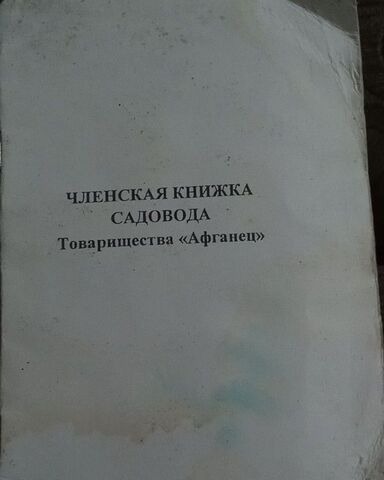 ЧЛЕНСКАЯ КНИЖКА
САДОВОДА
Товарищества «Афганец»